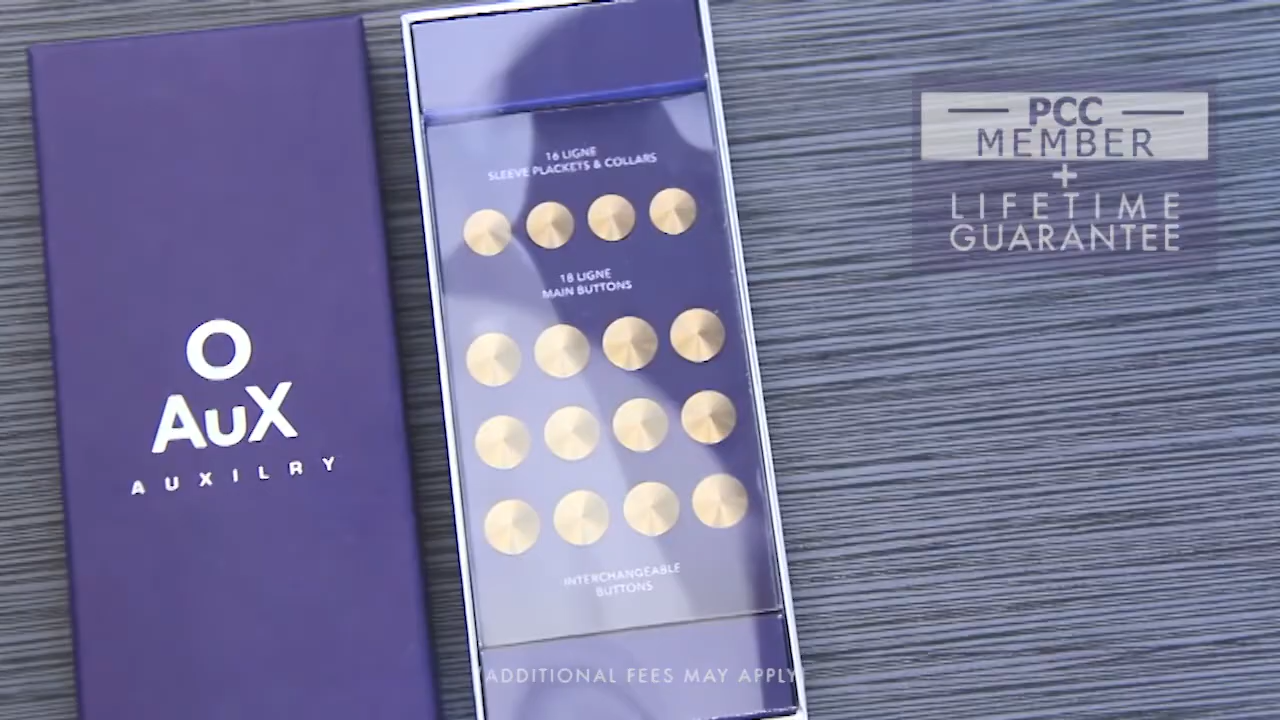 O
AuX
AUXILRY
16 LIGNE
SLEEVE PLACKETS & COLLARS
18 LIGNE
MAIN BUTTONS
INTERCHANGEABLE
BUTTONS
PCC
MEMBER
+
LIFETIME
GUARANTEE
ADDITIONAL FEES MAY APPLY